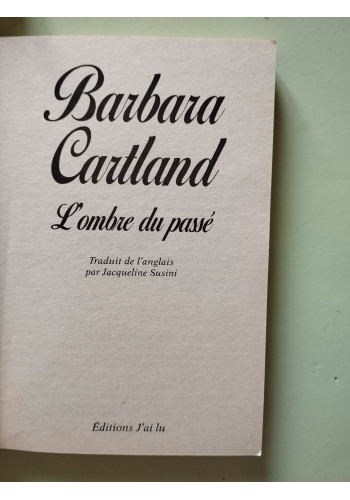 Barbara
Cartland
L'ombre du passé
Traduit de l'anglais
par Jacqueline Susini
Éditions J'ai lu